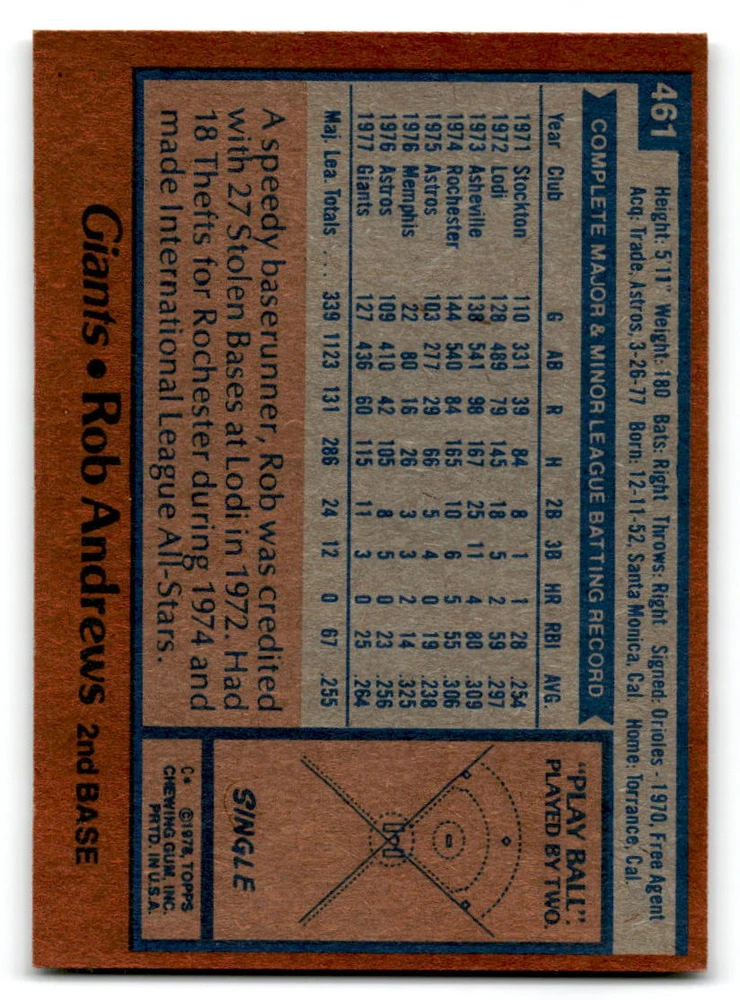 461
Height: 5'11" Weight: 180 Bats: Right Throws: Right Signed: Orioles - 1970, Free Agent
Acq: Trade, Astros, 3-26-77 Born: 12-11-52, Santa Monica, Cal. Home: Torrance, Cal.
COMPLETE MAJOR & MINOR LEAGUE BATTING RECORD
Year Club G AB R H 2B 3B HR RBI AVG.
1971 Stockton 110 331 39 84 8 1 1 28 .254
1972 Lodi 128 489 79 145 18 5 2 59 .297
1973 Asheville 138 541 98 167 25 11 4 80 .309
1974 Rochester 144 540 84 165 10 6 5 55 .306
1975 Astros 103 277 29 66 5 4 0 19 .238
1976 Memphis 22 80 16 26 3 3 2 14 .325
1976 Astros 109 410 42 105 8 5 0 23 .256
1977 Giants 127 436 60 115 11 3 0 25 .264
Maj. Lea. Totals .... 339 1123 131 286 24 12 0 67 .255
A speedy baserunner, Rob was credited
with 27 Stolen Bases at Lodi in 1972. Had
18 Thefts for Rochester during 1974 and
made International League All-Stars.
"PLAY BALL".
PLAYED BY TWO.
SINGLE
C* ©1978, TOPPS
CHEWING GUM, INC.
PRTD. IN U.S.A.
Giants • Rob Andrews 2nd BASE